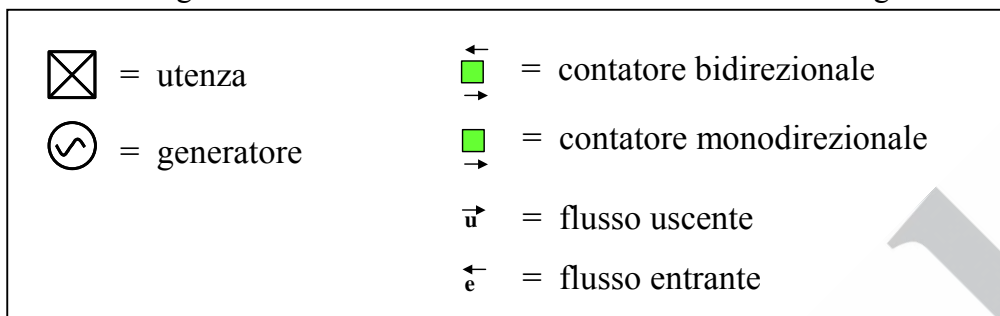 = utenza
= generatore
= contatore bidirezionale
= contatore monodirezionale
u = flusso uscente
e = flusso entrante